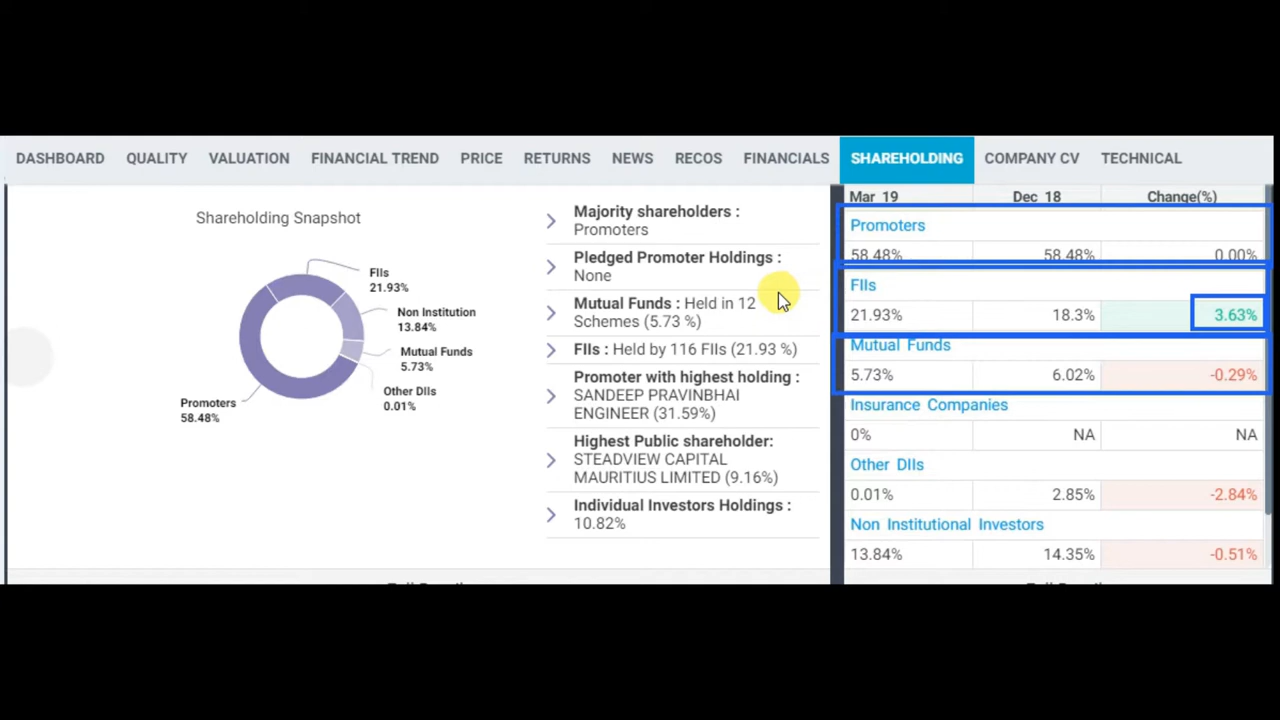 DASHBOARD QUALITY VALUATION FINANCIAL TREND PRICE RETURNS NEWS RECOS FINANCIALS SHAREHOLDING COMPANY CV TECHNICAL
Shareholding Snapshot
FIIs
21.93%
Non Institution
13.84%
Mutual Funds
5.73%
Other DIIs
0.01%
Promoters
58.48%
Majority shareholders :
Promoters
Pledged Promoter Holdings :
None
Mutual Funds : Held in 12
Schemes (5.73 %)
FIIs : Held by 116 FIIs (21.93 %)
Promoter with highest holding :
SANDEEP PRAVINBHAI
ENGINEER (31.59%)
Highest Public shareholder:
STEADVIEW CAPITAL
MAURITIUS LIMITED (9.16%)
Individual Investors Holdings :
10.82%
Mar 19 Dec 18 Change(%)
Promoters
58.48% 58.48% 0.00%
FIIs
21.93% 18.3% 3.63%
Mutual Funds
5.73% 6.02% -0.29%
Insurance Companies
0% NA NA
Other DIIs
0.01% 2.85% -2.84%
Non Institutional Investors
13.84% 14.35% -0.51%